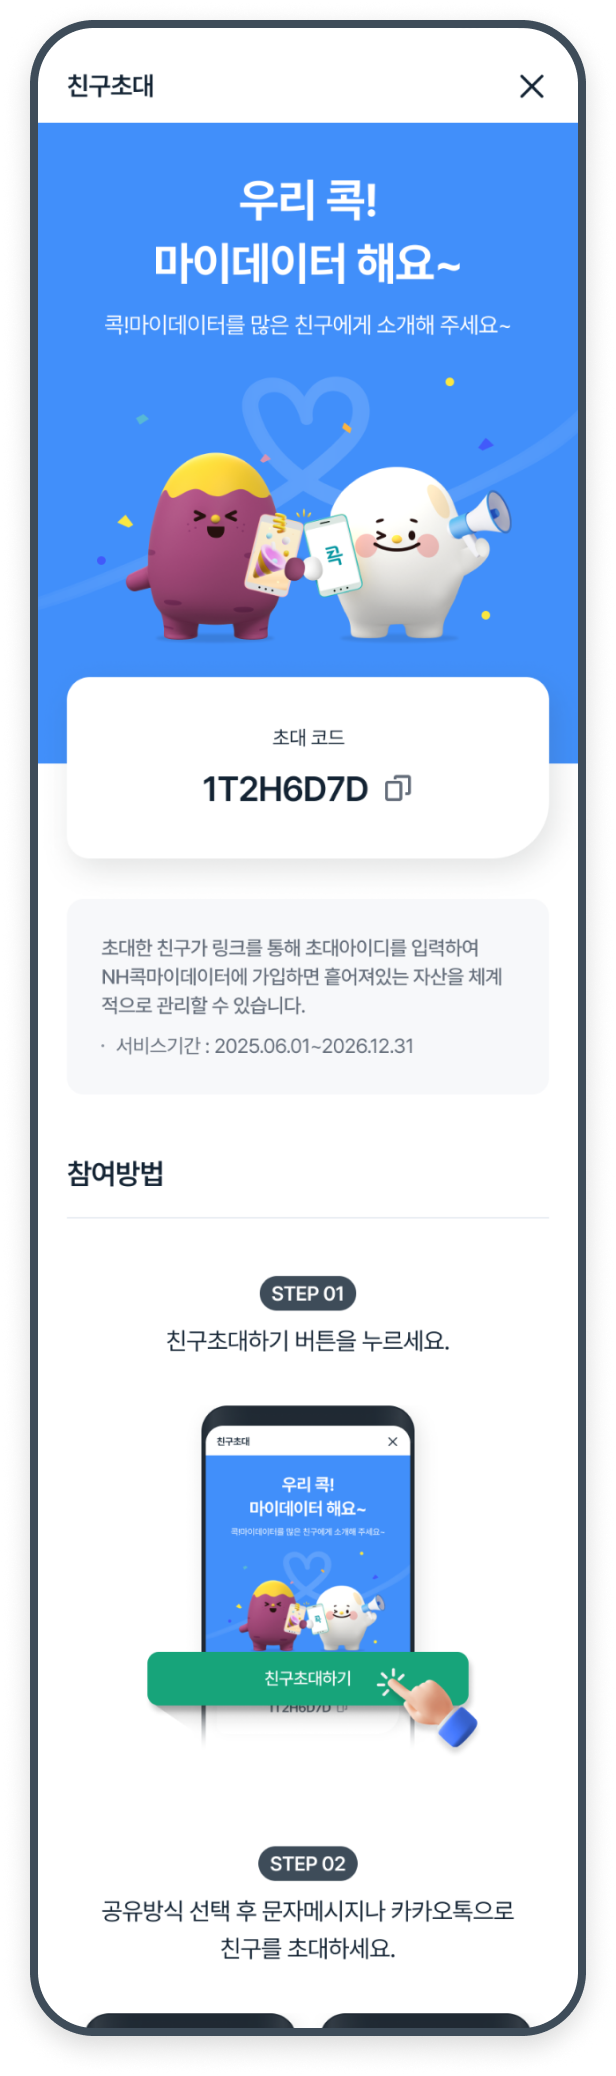 친구초대
우리 콕!
마이데이터 해요~
콕!마이데이터를 많은 친구에게 소개해 주세요~
콕
초대 코드
1T2H6D7D
초대한 친구가 링크를 통해 초대아이디를 입력하여
NH콕마이데이터에 가입하면 흩어져있는 자산을 체계
적으로 관리할 수 있습니다.
· 서비스기간 : 2025.06.01~2026.12.31
참여방법
STEP 01
친구초대하기 버튼을 누르세요.
친구초대
우리 콕!
마이데이터 해요~
콕!마이데이터를 많은 친구에게 소개해 주세요~
콕
친구초대하기
1T2H6D7D
STEP 02
공유방식 선택 후 문자메시지나 카카오톡으로
친구를 초대하세요.